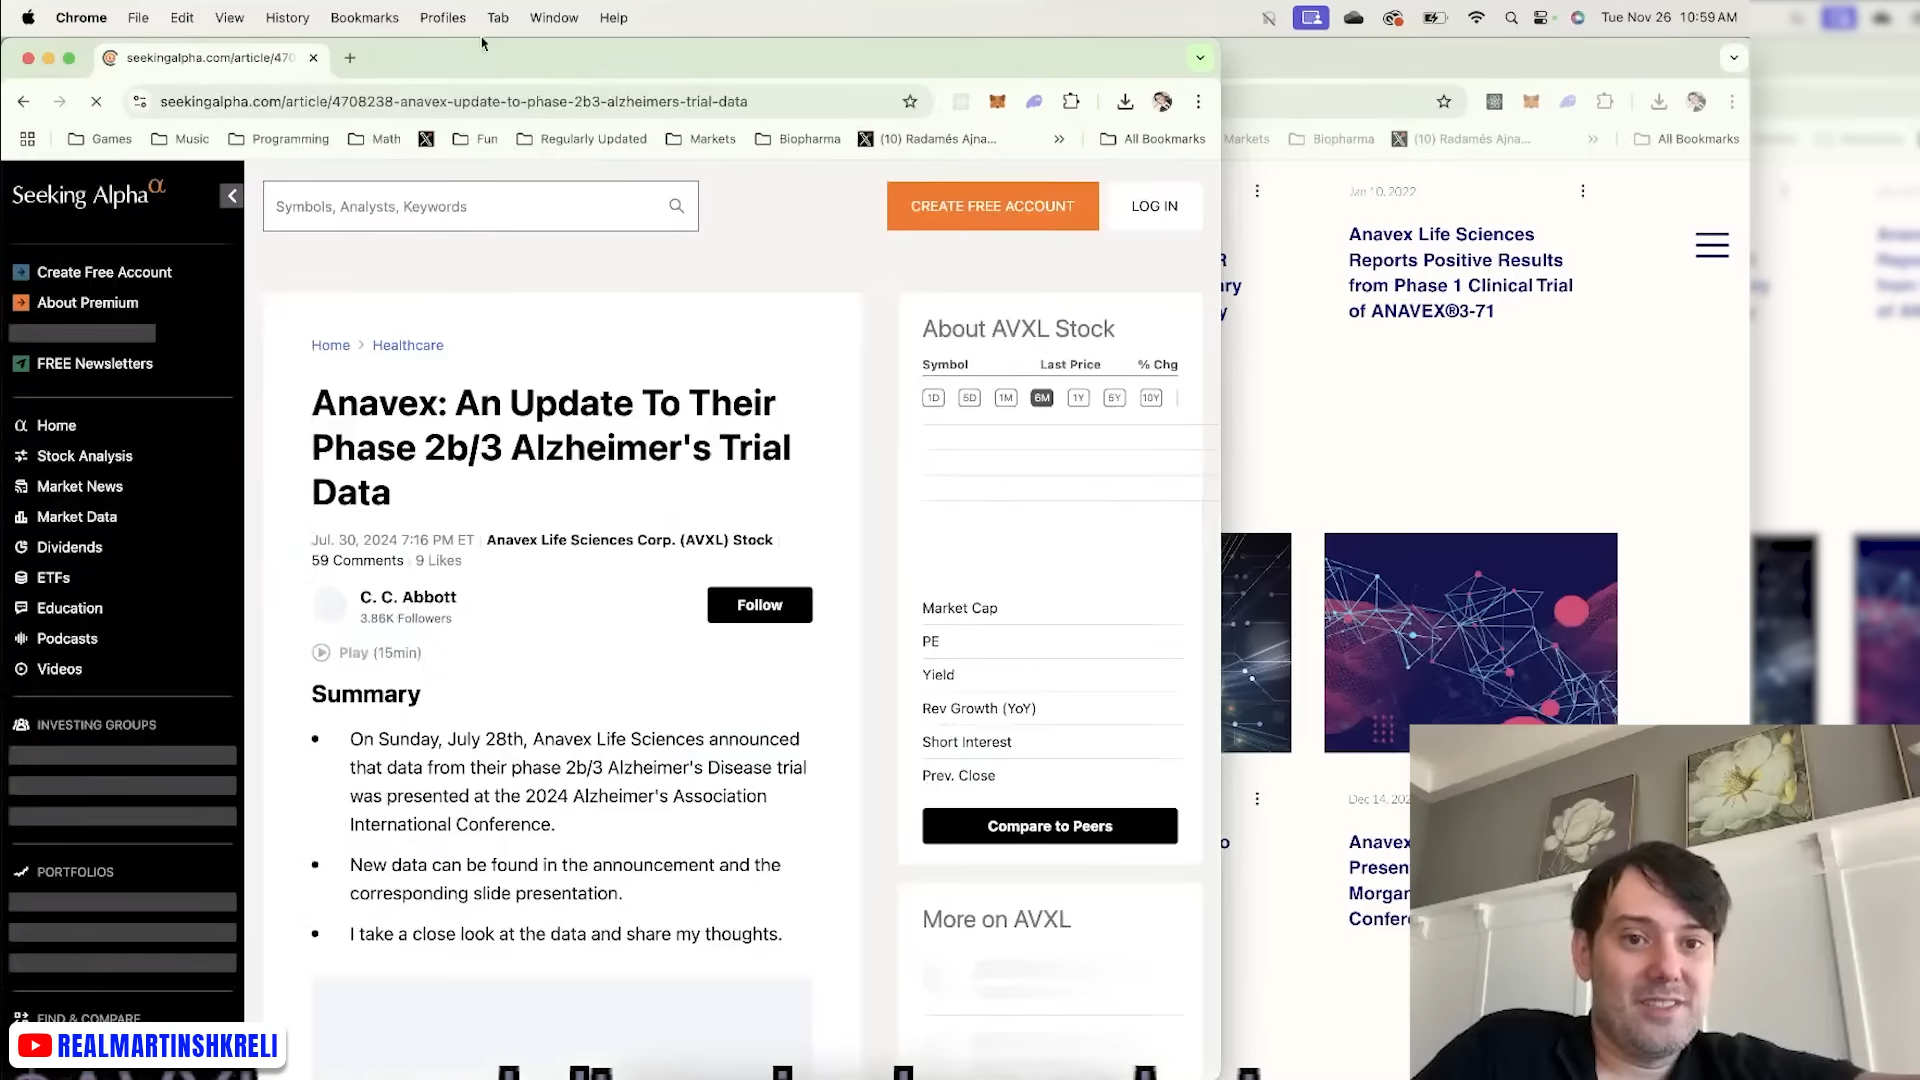 Chrome File Edit View History Bookmarks Profiles Tab Window Help
Tue Nov 26 10:59 AM
seekingalpha.com/article/470
seekingalpha.com/article/4708238-anavex-update-to-phase-2b3-alzheimers-trial-data
Games Music Programming Math Fun Regularly Updated Markets Biopharma (10) Radamés Ajna... » All Bookmarks
Markets Biopharma (10) Radamés Ajna... » All Bookmarks
Seeking Alphaα
Symbols, Analysts, Keywords
CREATE FREE ACCOUNT
LOG IN
Create Free Account
About Premium
FREE Newsletters
Home
Stock Analysis
Market News
Market Data
Dividends
ETFs
Education
Podcasts
Videos
INVESTING GROUPS
PORTFOLIOS
FIND & COMPARE
Home > Healthcare
Anavex: An Update To Their
Phase 2b/3 Alzheimer's Trial
Data
Jul. 30, 2024 7:16 PM ET Anavex Life Sciences Corp. (AVXL) Stock
59 Comments 9 Likes
C. C. Abbott
3.86K Followers
Follow
Play (15min)
Summary
• On Sunday, July 28th, Anavex Life Sciences announced
that data from their phase 2b/3 Alzheimer's Disease trial
was presented at the 2024 Alzheimer's Association
International Conference.
• New data can be found in the announcement and the
corresponding slide presentation.
• I take a close look at the data and share my thoughts.
About AVXL Stock
Symbol Last Price % Chg
1D 5D 1M 6M 1Y 5Y 10Y
Market Cap
PE
Yield
Rev Growth (YoY)
Short Interest
Prev. Close
Compare to Peers
More on AVXL
Jan 10, 2022
Anavex Life Sciences
Reports Positive Results
from Phase 1 Clinical Trial
of ANAVEX®3-71
Dec 14, 202
Anavex
Presen
Morgan
Confere
REALMARTINSHKRELI